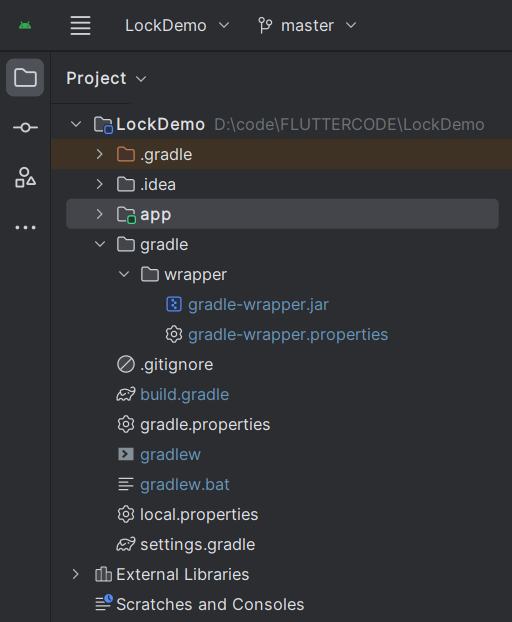 LockDemo master
Project
LockDemo D:\code\FLUTTERCODE\LockDemo
.gradle
.idea
app
gradle
wrapper
gradle-wrapper.jar
gradle-wrapper.properties
.gitignore
build.gradle
gradle.properties
gradlew
gradlew.bat
local.properties
settings.gradle
External Libraries
Scratches and Consoles